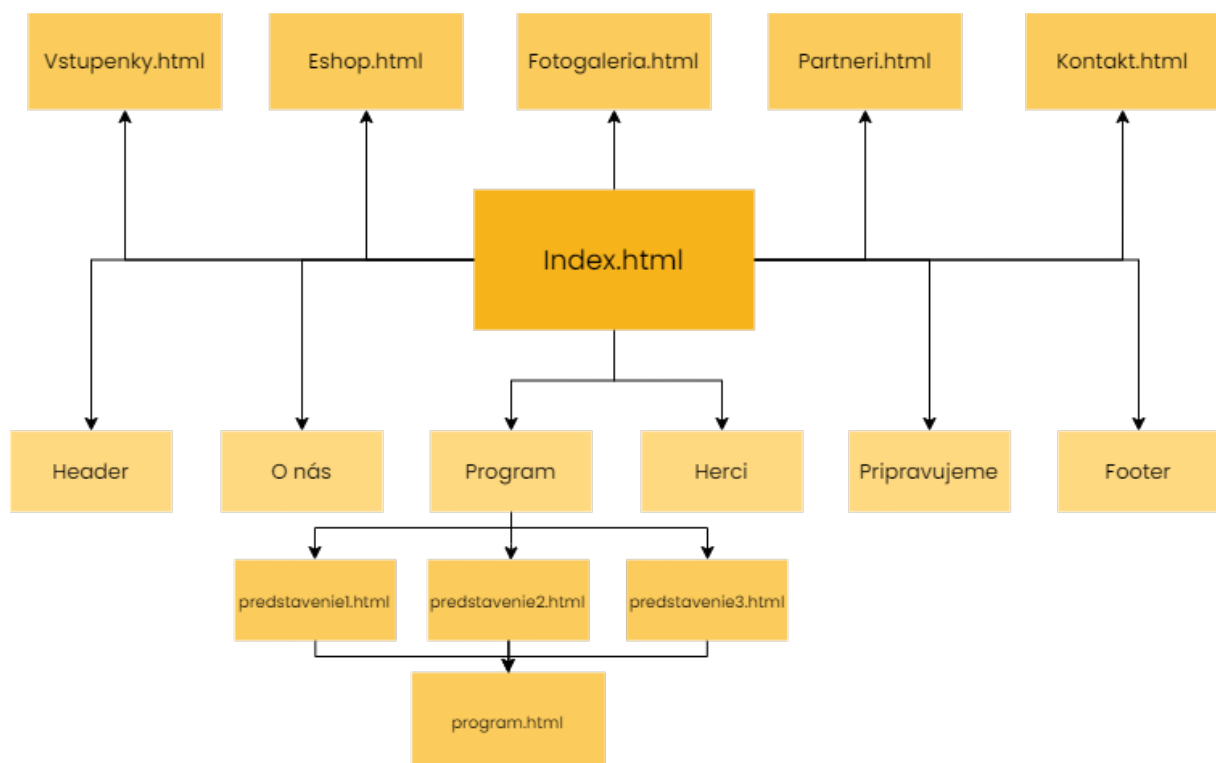 Vstupenky.html
Eshop.html
Fotogaleria.html
Partneri.html
Kontakt.html
Index.html
Header
O nás
Program
Herci
Pripravujeme
Footer
predstavenie1.html
predstavenie2.html
predstavenie3.html
program.html